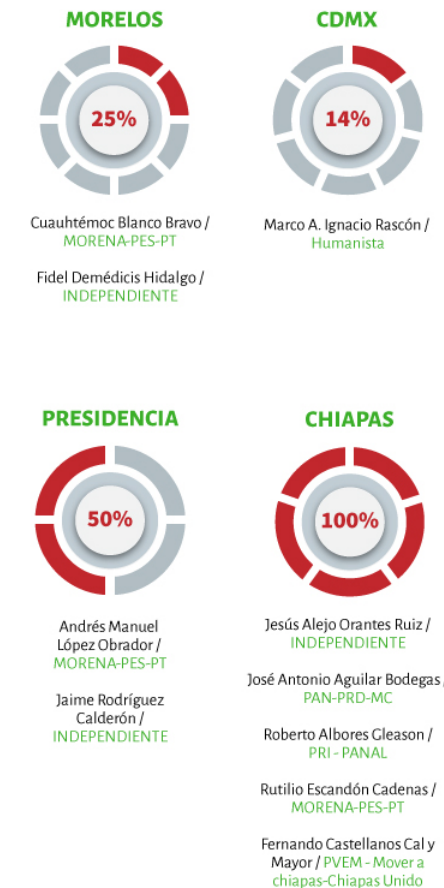 MORELOS
25%
Cuauhtémoc Blanco Bravo /
MORENA-PES-PT
Fidel Demédicis Hidalgo /
INDEPENDIENTE
CDMX
14%
Marco A. Ignacio Rascón /
Humanista
PRESIDENCIA
50%
Andrés Manuel
López Obrador /
MORENA-PES-PT
Jaime Rodríguez
Calderón /
INDEPENDIENTE
CHIAPAS
100%
Jesús Alejo Orantes Ruiz /
INDEPENDIENTE
José Antonio Aguilar Bodegas /
PAN-PRD-MC
Roberto Albores Gleason /
PRI - PANAL
Rutilio Escandón Cadenas /
MORENA-PES-PT
Fernando Castellanos Cal y
Mayor / PVEM - Mover a
chiapas-Chiapas Unido